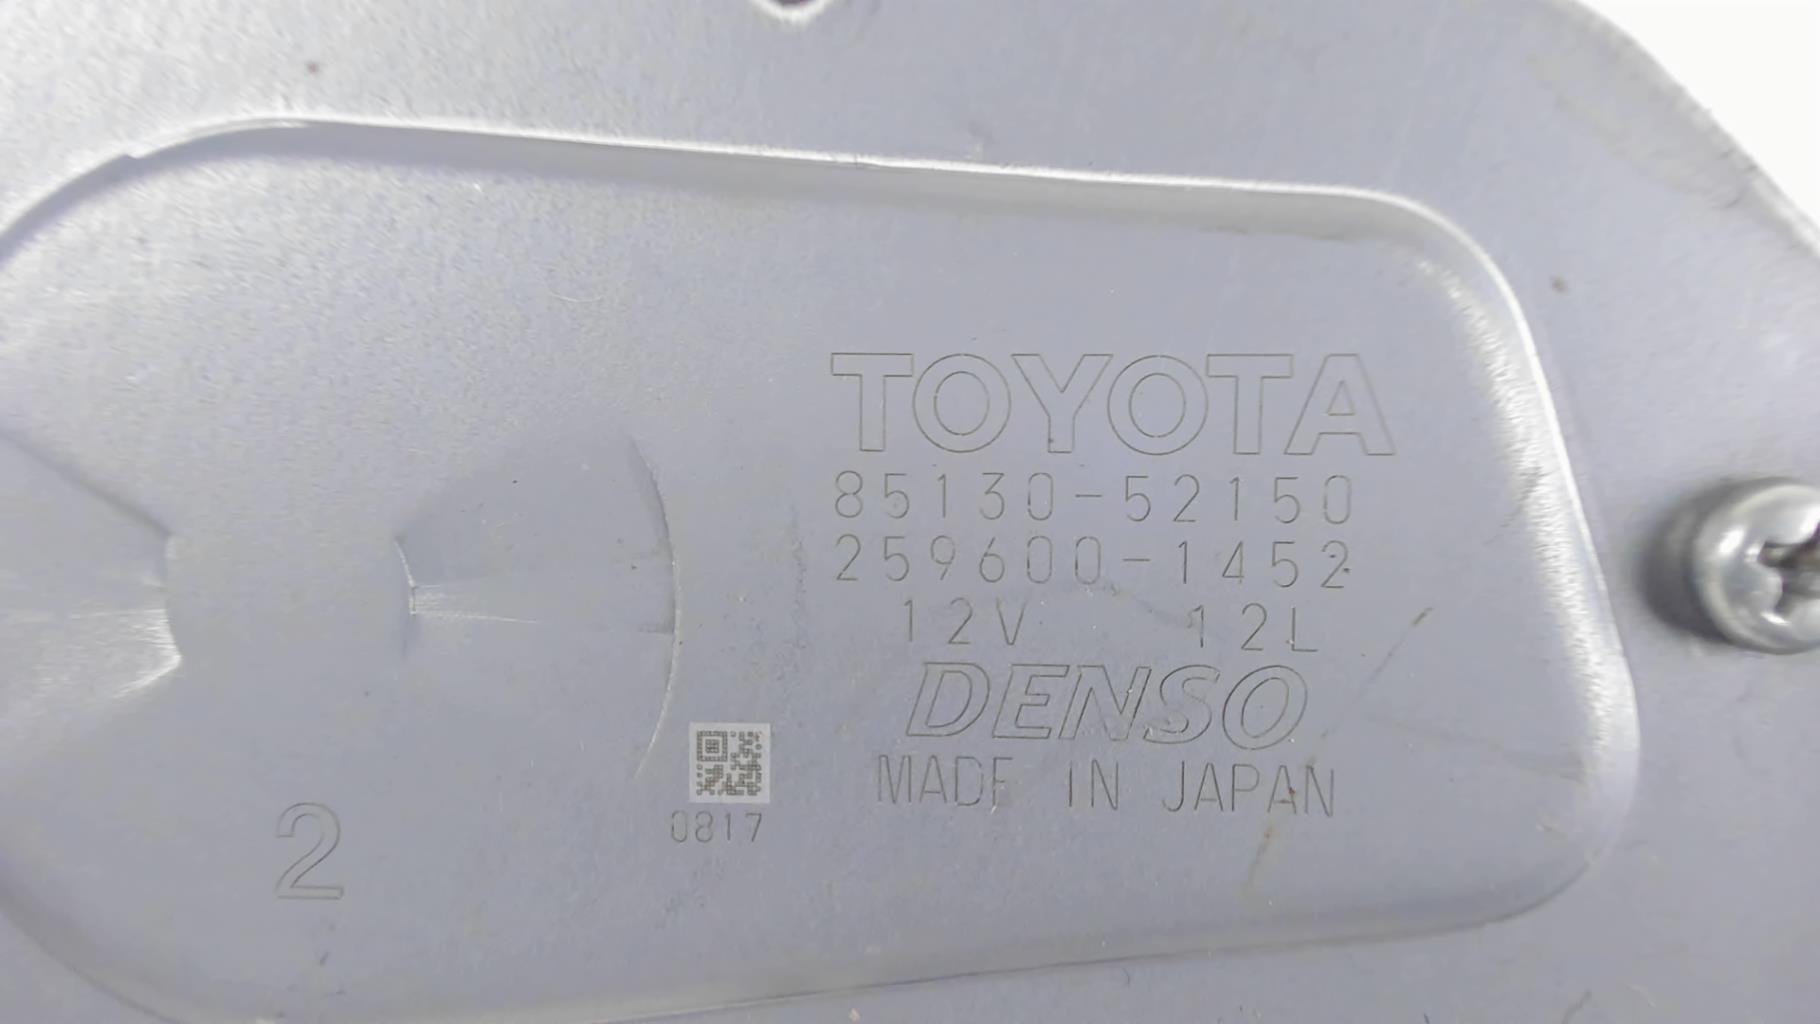 TOYOTA
85130-52150
259600-1452
12V 12L
DENSO
MADE IN JAPAN
0817
2